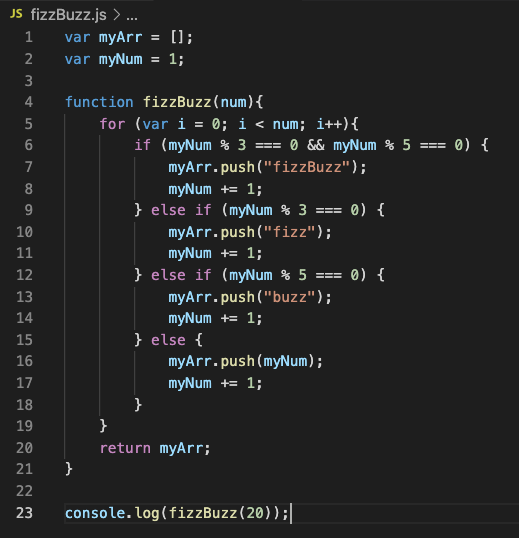 JS fizzBuzz.js > ...
1 var myArr = [];
2 var myNum = 1;
3
4 function fizzBuzz(num){
5     for (var i = 0; i < num; i++){
6         if (myNum % 3 === 0 && myNum % 5 === 0) {
7             myArr.push("fizzBuzz");
8             myNum += 1;
9         } else if (myNum % 3 === 0) {
10             myArr.push("fizz");
11             myNum += 1;
12         } else if (myNum % 5 === 0) {
13             myArr.push("buzz");
14             myNum += 1;
15         } else {
16             myArr.push(myNum);
17             myNum += 1;
18         }
19     }
20     return myArr;
21 }
22
23 console.log(fizzBuzz(20));